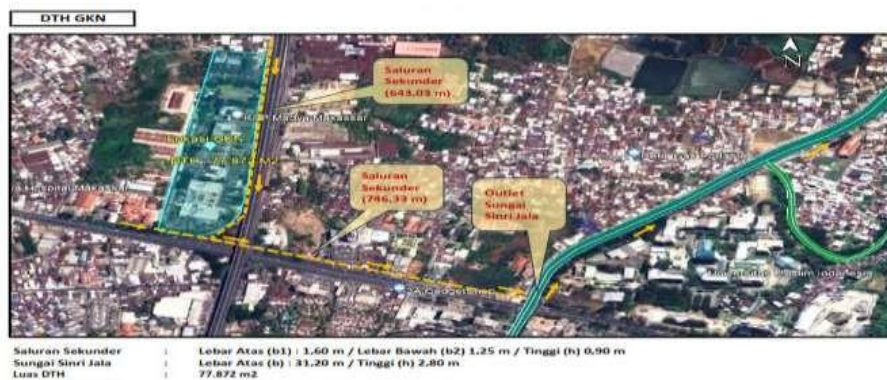 DTH GKN
Saluran
Sekunder
(643,03 m)
Saluran
Sekunder
(746,33 m)
Outlet
Sungai
Sinri Jala
Saluran Sekunder : Lebar Atas (b1) : 1,60 m / Lebar Bawah (b2) 1,25 m / Tinggi (h) 0,90 m
Sungai Sinri Jala : Lebar Atas (b) : 31,20 m / Tinggi (h) 2,80 m
Luas DTH : 77.872 m2